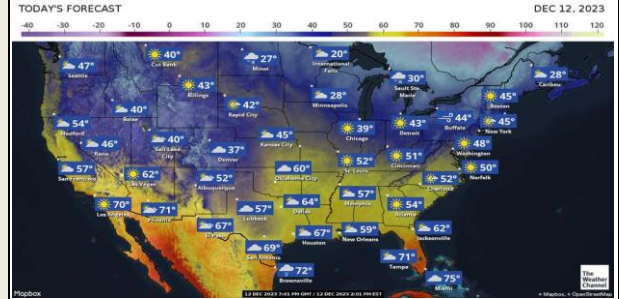 TODAY'S FORECAST
DEC 12, 2023
-40 -30 -20 -10 0 10 20 30 40 50 60 70 80 90 100 110 120
40°
Cut Bank
27°
Minot
20°
International
Falls
47°
Seattle
30°
Sault Ste
Marie
28°
Caribou
43°
Billings
42°
Rapid City
28°
Minneapolis
45°
Boston
40°
Boise
44°
Buffalo
45°
New York
54°
Medford
43°
Detroit
39°
Chicago
46°
Reno
40°
Salt Lake
City
37°
Denver
45°
Kansas City
48°
Washington
57°
San Francisco
62°
Las Vegas
52°
Albuquerque
60°
Oklahoma City
52°
St. Louis
51°
Cincinnati
50°
Norfolk
52°
Charlotte
70°
Los Angeles
71°
Phoenix
57°
Lubbock
64°
Dallas
57°
Memphis
54°
Atlanta
67°
El Paso
67°
Houston
59°
New Orleans
62°
Jacksonville
69°
San Antonio
71°
Tampa
72°
Brownsville
75°
Miami
The
Weather
Channel
Mapbox
12 DEC 2023 7:01 PM GMT / 12 DEC 2023 2:01 PM EST
© Mapbox, © OpenStreetMap